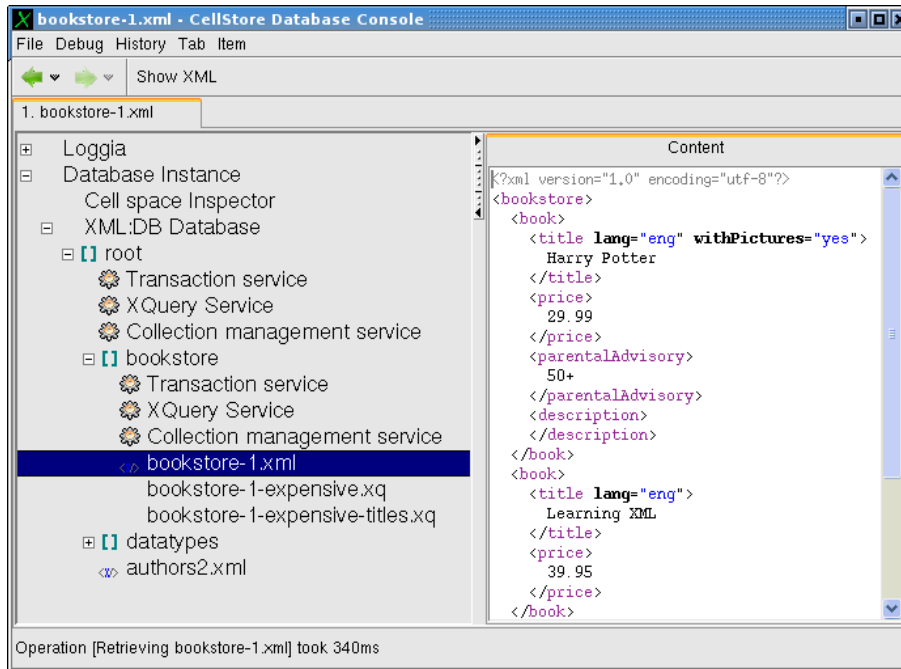 bookstore-1.xml - CellStore Database Console
File Debug History Tab Item
Show XML
1. bookstore-1.xml
Loggia
Database Instance
Cell space Inspector
XML:DB Database
[] root
Transaction service
XQuery Service
Collection management service
[] bookstore
Transaction service
XQuery Service
Collection management service
bookstore-1.xml
bookstore-1-expensive.xq
bookstore-1-expensive-titles.xq
[] datatypes
authors2.xml
Content
<?xml version="1.0" encoding="utf-8"?>
<bookstore>
<book>
<title lang="eng" withPictures="yes">
Harry Potter
</title>
<price>
29.99
</price>
<parentalAdvisory>
50+
</parentalAdvisory>
<description>
</description>
</book>
<book>
<title lang="eng">
Learning XML
</title>
<price>
39.95
</price>
</book>
Operation [Retrieving bookstore-1.xml] took 340ms